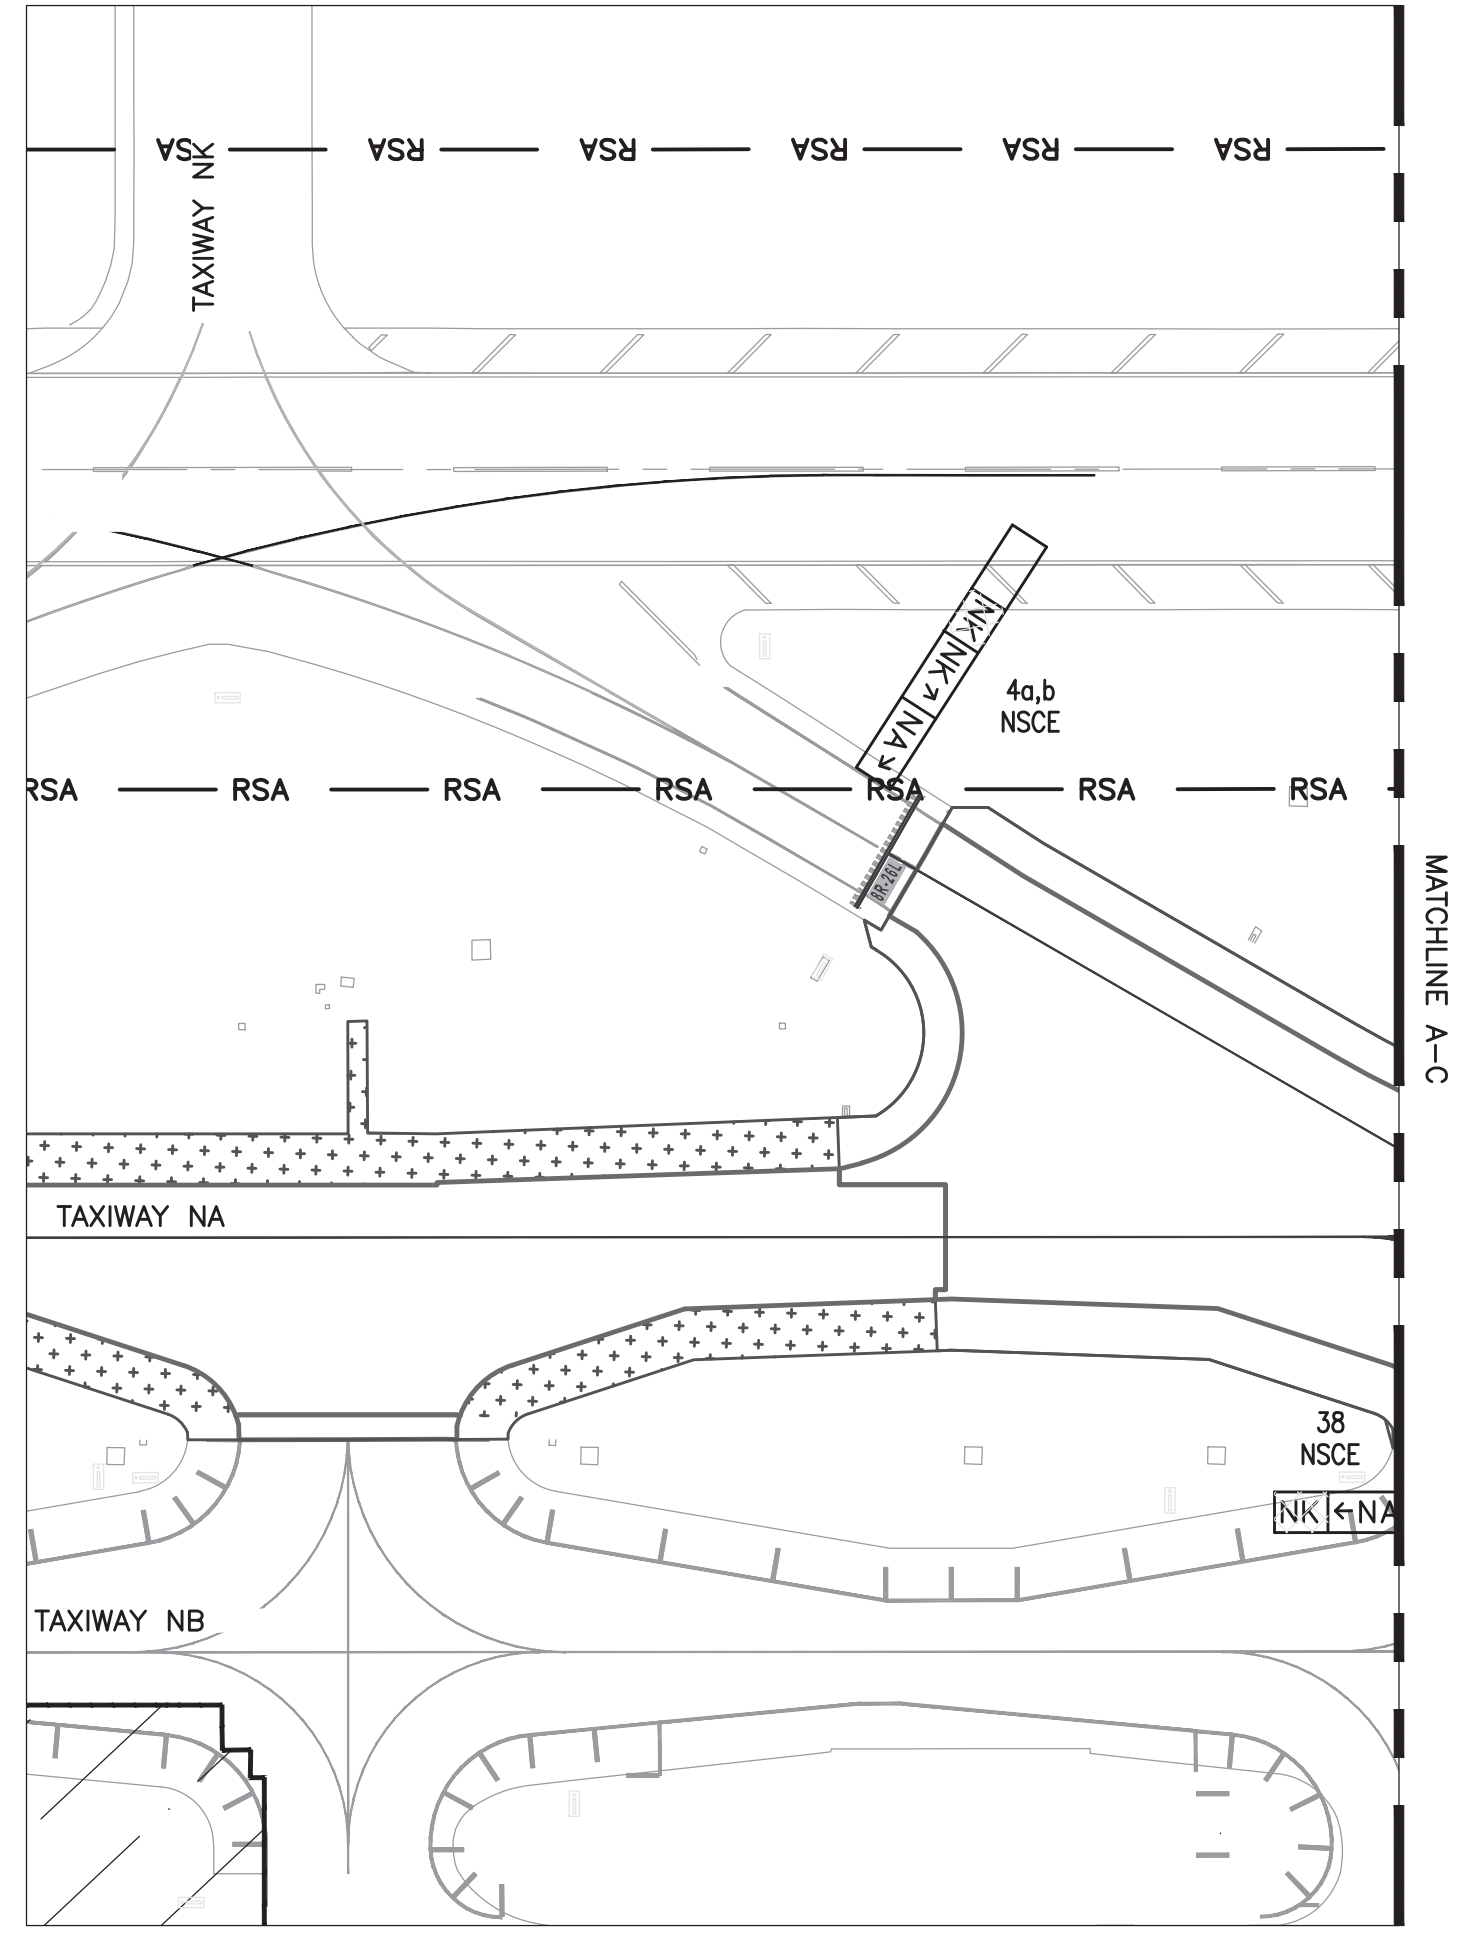 RSA RSA RSA RSA RSA RSA
TAXIWAY NK
NK NK→ NA→
4a,b
NSCE
RSA RSA RSA RSA RSA RSA RSA
8R-26L
MATCHLINE A-C
TAXIWAY NA
38
NSCE
NK ←NA
TAXIWAY NB